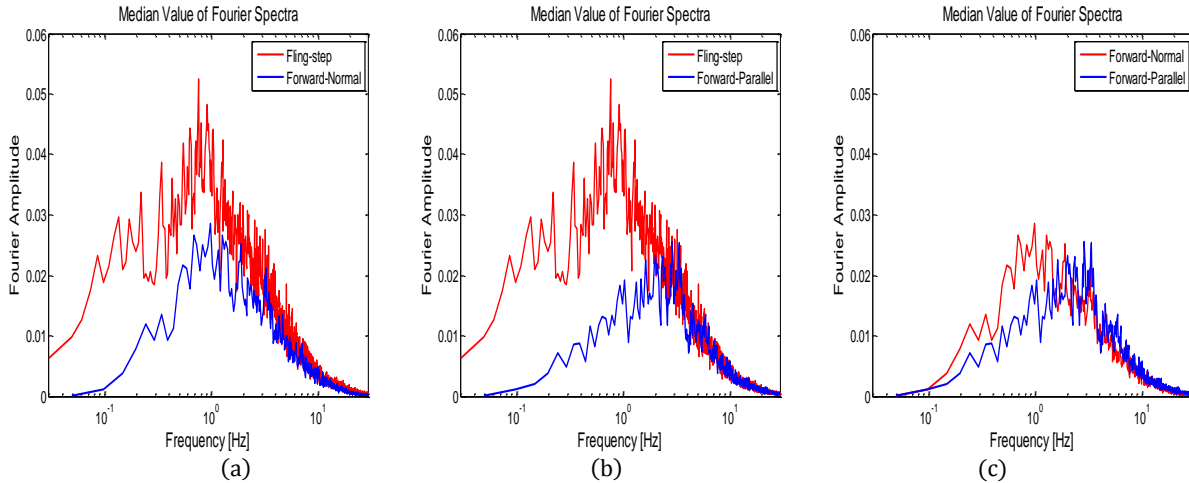 Median Value of Fourier Spectra
0.06
0.05
0.04
0.03
0.02
0.01
0
Fourier Amplitude
Fling-step
Forward-Normal
10^-1
10^0
10^1
Frequency [Hz]
(a)
Median Value of Fourier Spectra
0.06
0.05
0.04
0.03
0.02
0.01
0
Fourier Amplitude
Fling-step
Forward-Parallel
10^-1
10^0
10^1
Frequency [Hz]
(b)
Median Value of Fourier Spectra
0.06
0.05
0.04
0.03
0.02
0.01
0
Fourier Amplitude
Forward-Normal
Forward-Parallel
10^-1
10^0
10^1
Frequency [Hz]
(c)